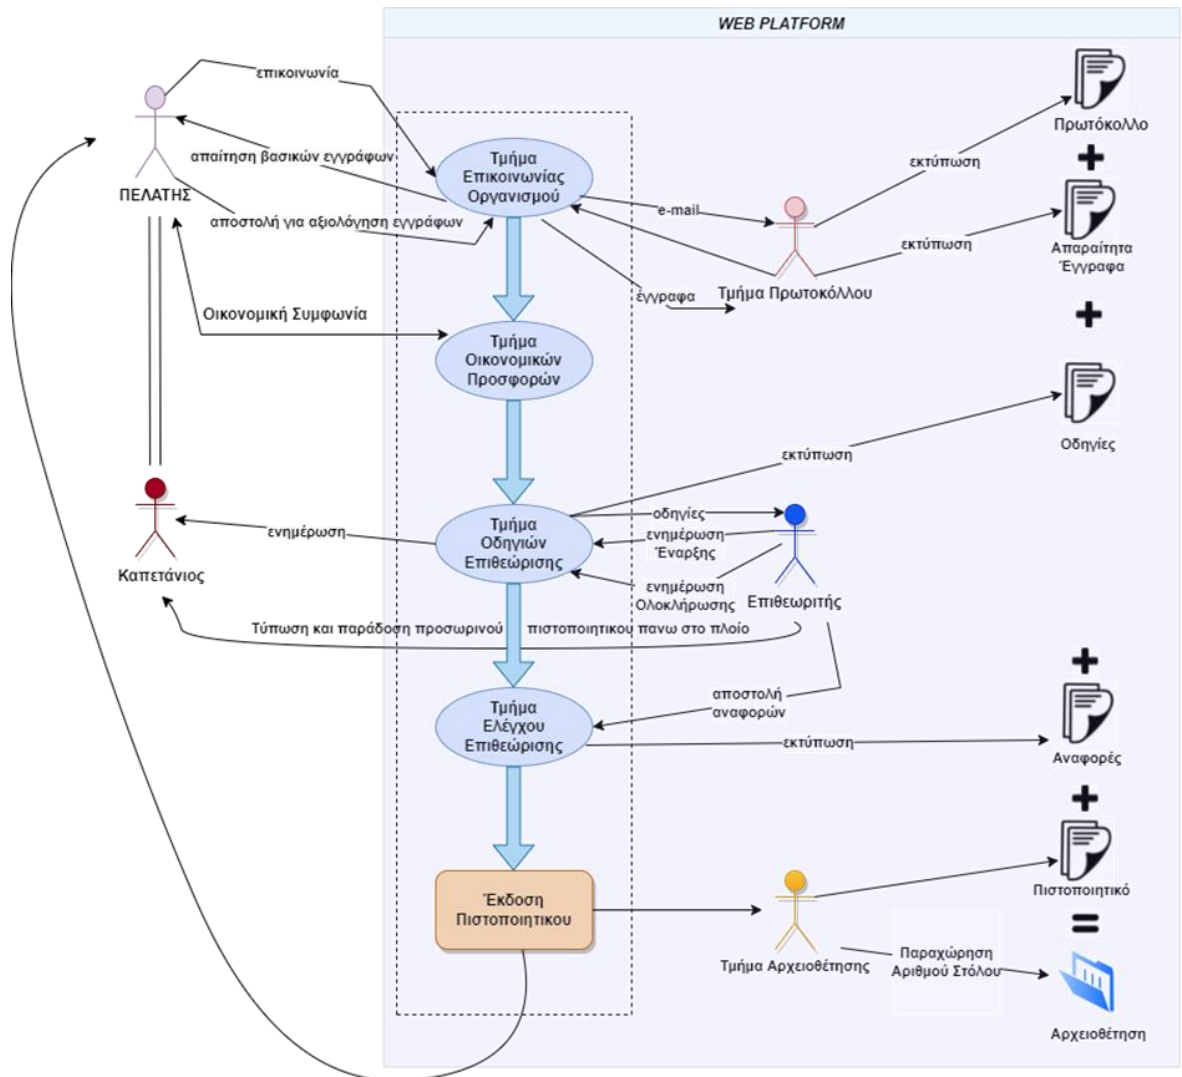 WEB PLATFORM
επικοινωνία
Πρωτόκολλο
απαίτηση βασικών εγγράφων
Τμήμα
Επικοινωνίας
Οργανισμού
εκτύπωση
ΠΕΛΑΤΗΣ
αποστολή για αξιολόγηση εγγράφων
e-mail
εκτύπωση
Απαραίτητα
Έγγραφα
έγγραφα
Τμήμα Πρωτοκόλλου
Οικονομική Συμφωνία
Τμήμα
Οικονομικών
Προσφορών
Οδηγίες
εκτύπωση
ενημέρωση
Τμήμα
Οδηγιών
Επιθεώρισης
οδηγίες
ενημέρωση
Έναρξης
ενημέρωση
Ολοκλήρωσης
Καπετάνιος
Επιθεωριτής
Τύπωση και παράδοση προσωρινού πιστοποιητικου πανω στο πλοίο
αποστολή
αναφορών
Τμήμα
Ελέγχου
Επιθεώρισης
εκτύπωση
Αναφορές
Έκδοση
Πιστοποιητικου
Πιστοποιητικό
Τμήμα Αρχειοθέτησης
Παραχώρηση
Αριθμού Στόλου
Αρχειοθέτηση